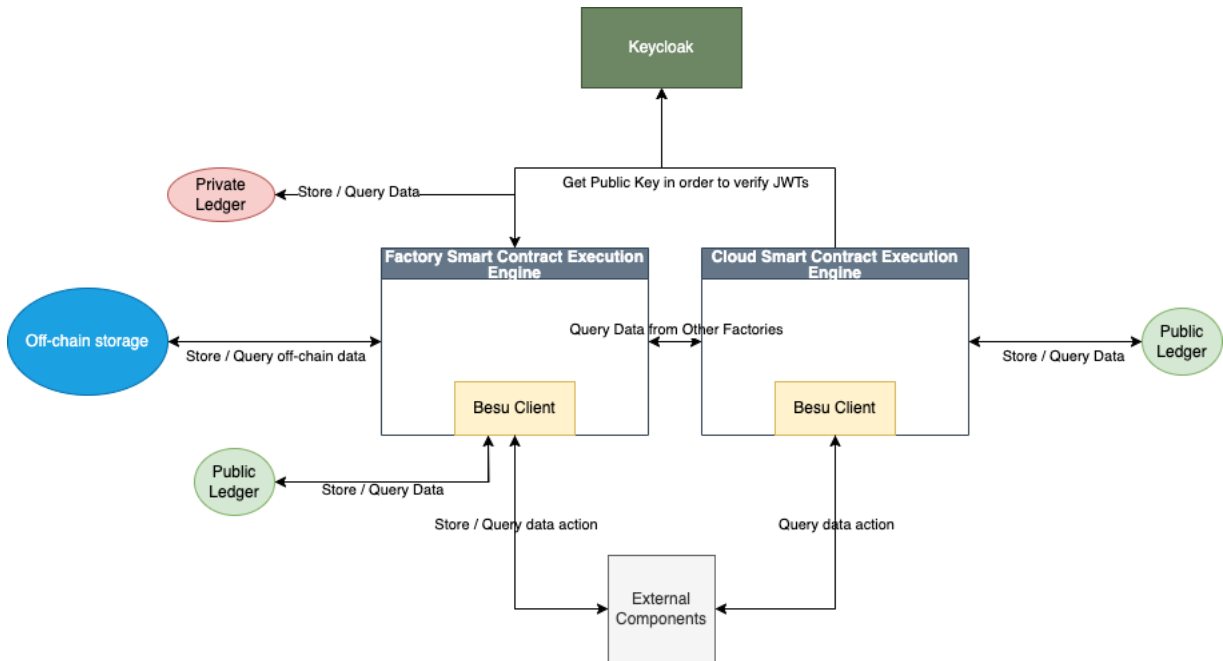 Keycloak
Private
Ledger
Store / Query Data
Get Public Key in order to verify JWTs
Factory Smart Contract Execution
Engine
Cloud Smart Contract Execution
Engine
Off-chain storage
Store / Query off-chain data
Query Data from Other Factories
Store / Query Data
Public
Ledger
Besu Client
Besu Client
Public
Ledger
Store / Query Data
Store / Query data action
Query data action
External
Components